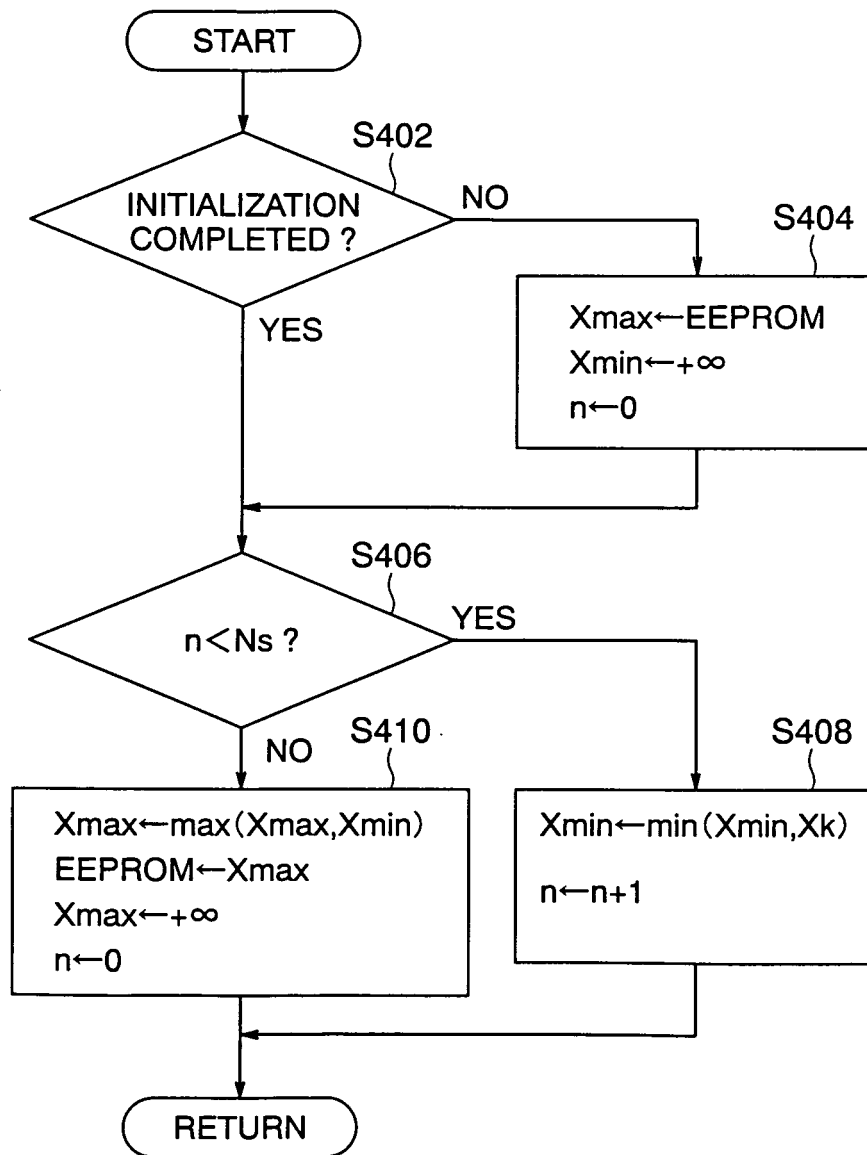 START
S402
INITIALIZATION
COMPLETED ?
NO
YES
S404
Xmax←EEPROM
Xmin←+∞
n←0
S406
n<Ns ?
YES
NO
S410
Xmax←max(Xmax,Xmin)
EEPROM←Xmax
Xmax←+∞
n←0
S408
Xmin←min(Xmin,Xk)
n←n+1
RETURN